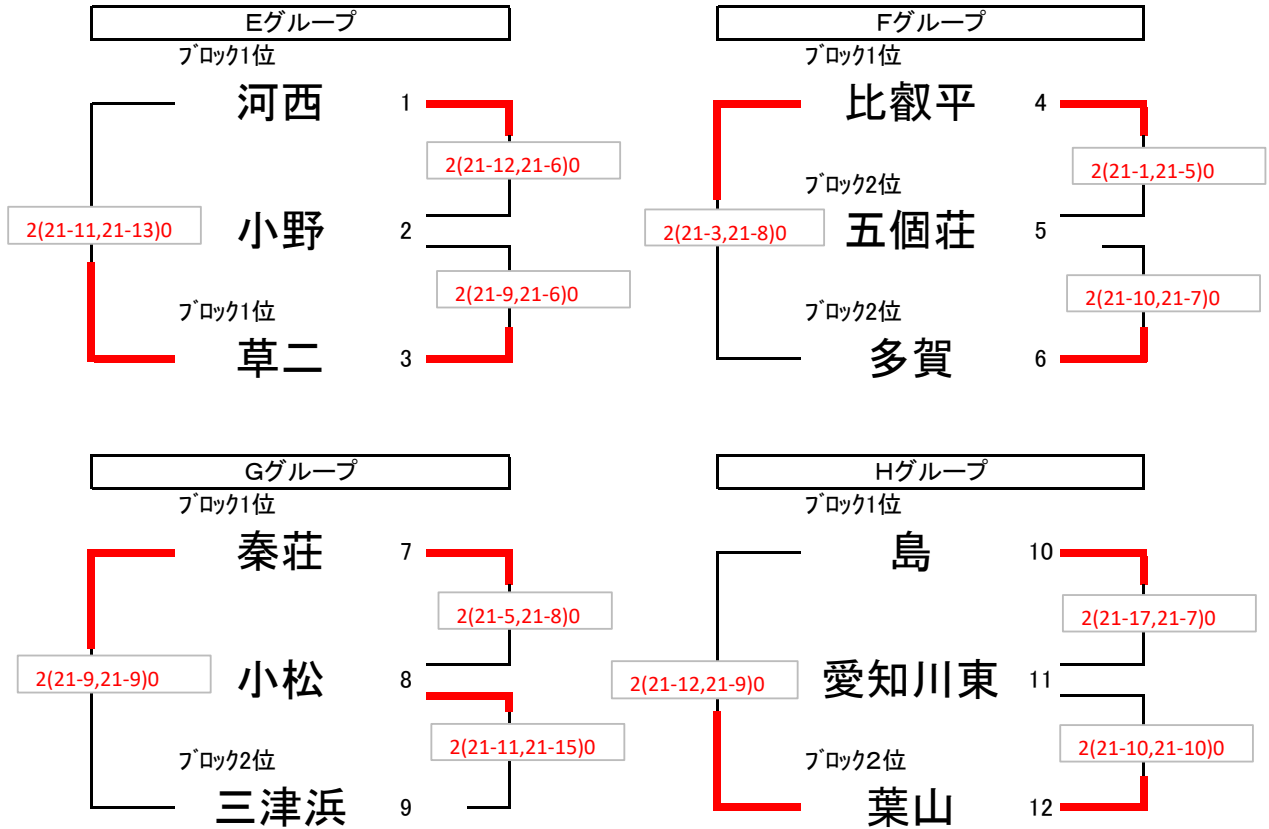 Eグループ
ブロック1位
河西 1
2(21-12,21-6)0
2(21-11,21-13)0
小野 2
2(21-9,21-6)0
ブロック1位
草二 3
Fグループ
ブロック1位
比叡平 4
2(21-1,21-5)0
ブロック2位
2(21-3,21-8)0
五個荘 5
2(21-10,21-7)0
ブロック2位
多賀 6
Gグループ
ブロック1位
秦荘 7
2(21-5,21-8)0
2(21-9,21-9)0
小松 8
2(21-11,21-15)0
ブロック2位
三津浜 9
Hグループ
ブロック1位
島 10
2(21-17,21-7)0
2(21-12,21-9)0
愛知川東 11
2(21-10,21-10)0
ブロック２位
葉山 12